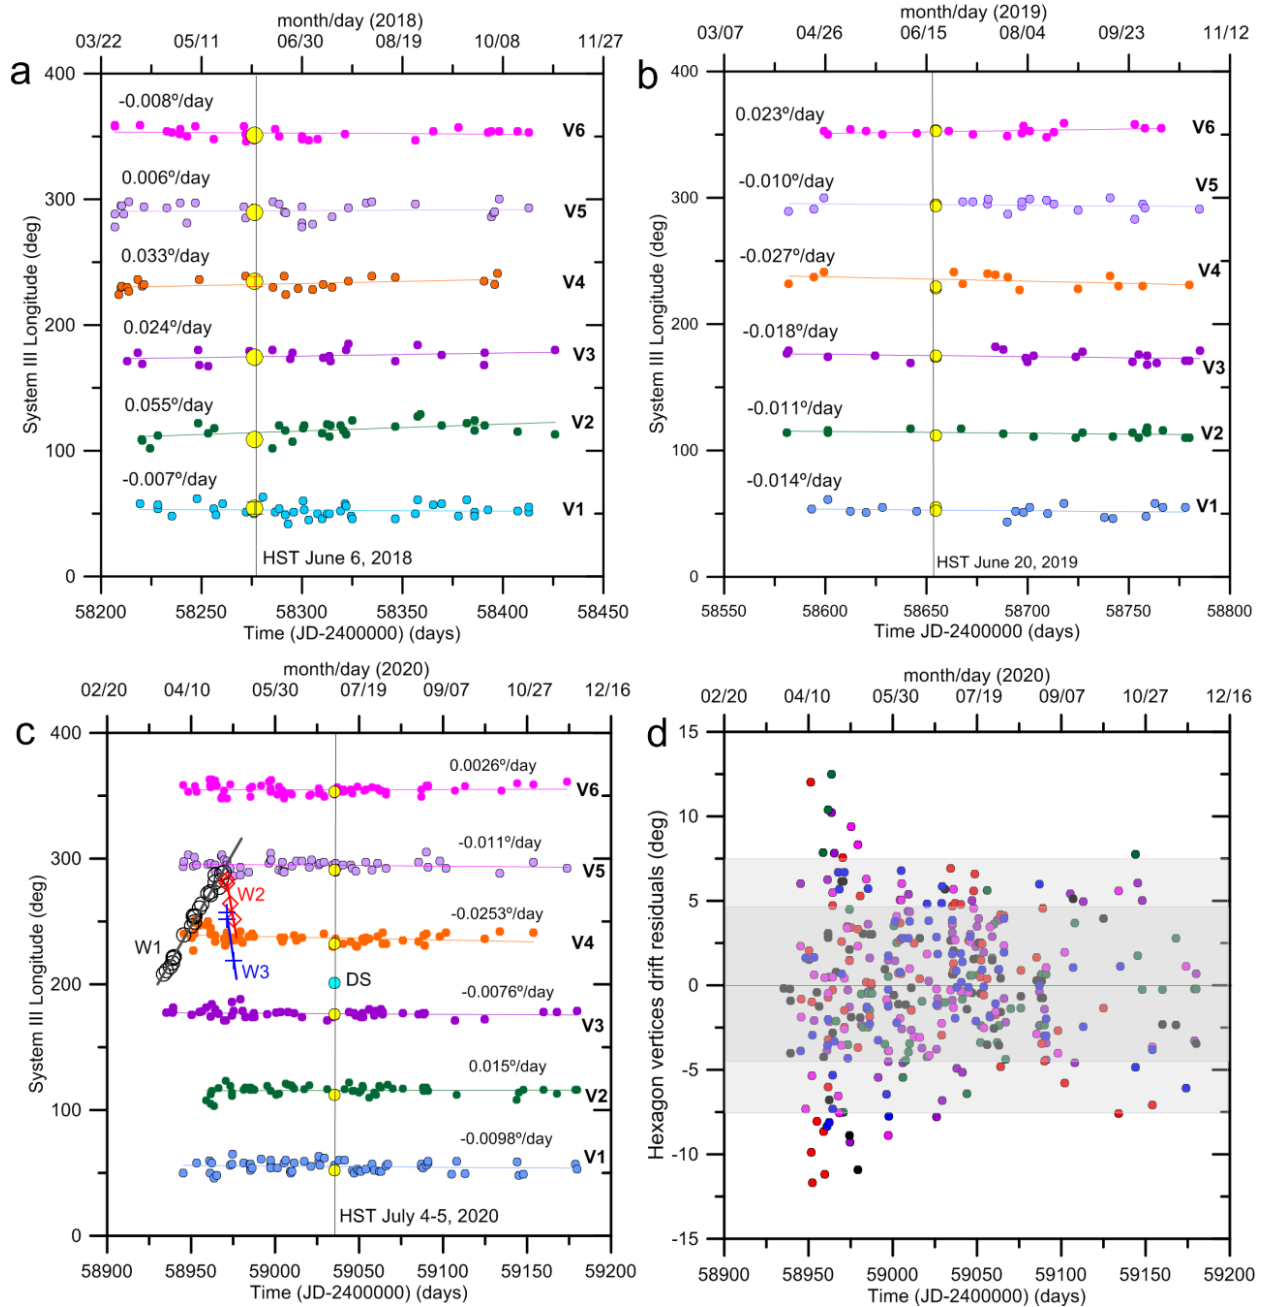 month/day (2018)
03/22 05/11 06/30 08/19 10/08 11/27
a
400
300
200
100
0
System III Longitude (deg)
-0.008º/day
V6
0.006º/day
V5
0.033º/day
V4
0.024º/day
V3
0.055º/day
V2
-0.007º/day
V1
HST June 6, 2018
58200 58250 58300 58350 58400 58450
Time (JD-2400000) (days)
month/day (2019)
03/07 04/26 06/15 08/04 09/23 11/12
b
400
300
200
100
0
System III Longitude (deg)
0.023º/day
V6
-0.010º/day
V5
-0.027º/day
V4
-0.018º/day
V3
-0.011º/day
V2
-0.014º/day
V1
HST June 20, 2019
58550 58600 58650 58700 58750 58800
Time JD-2400000) (days)
month/day (2020)
02/20 04/10 05/30 07/19 09/07 10/27 12/16
c
400
300
200
100
0
System III Longitude (deg)
0.0026º/day
V6
-0.011º/day
V5
W2
-0.0253º/day
V4
W1
W3
DS
-0.0076º/day
V3
0.015º/day
V2
-0.0098º/day
V1
HST July 4-5, 2020
58900 58950 59000 59050 59100 59150 59200
Time (JD-2400000) (days)
month/day (2020)
02/20 04/10 05/30 07/19 09/07 10/27 12/16
d
15
10
5
0
-5
-10
-15
Hexagon vertices drift residuals (deg)
58900 58950 59000 59050 59100 59150 59200
Time (JD-2400000) (days)